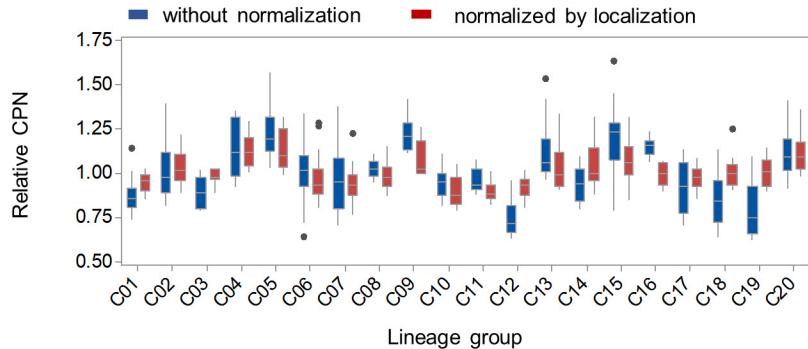 without normalization normalized by localization
1.75
1.50
1.25
1.00
0.75
0.50
Relative CPN
C01 C02 C03 C04 C05 C06 C07 C08 C09 C10 C11 C12 C13 C14 C15 C16 C17 C18 C19 C20
Lineage group